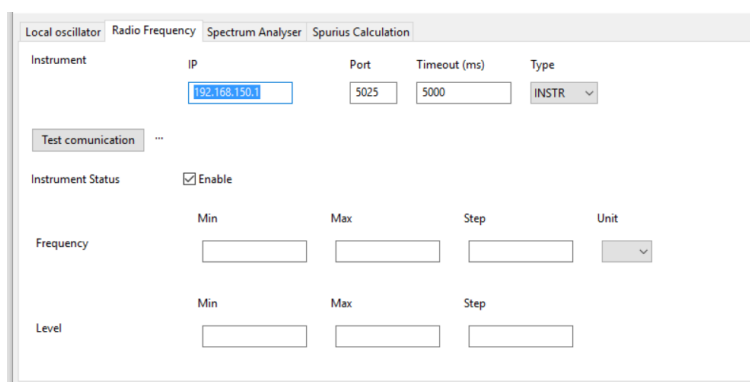 Local oscillator Radio Frequency Spectrum Analyser Spurius Calculation
Instrument IP Port Timeout (ms) Type
192.168.150.1 5025 5000 INSTR
Test comunication ...
Instrument Status Enable
Min Max Step Unit
Frequency
Min Max Step
Level